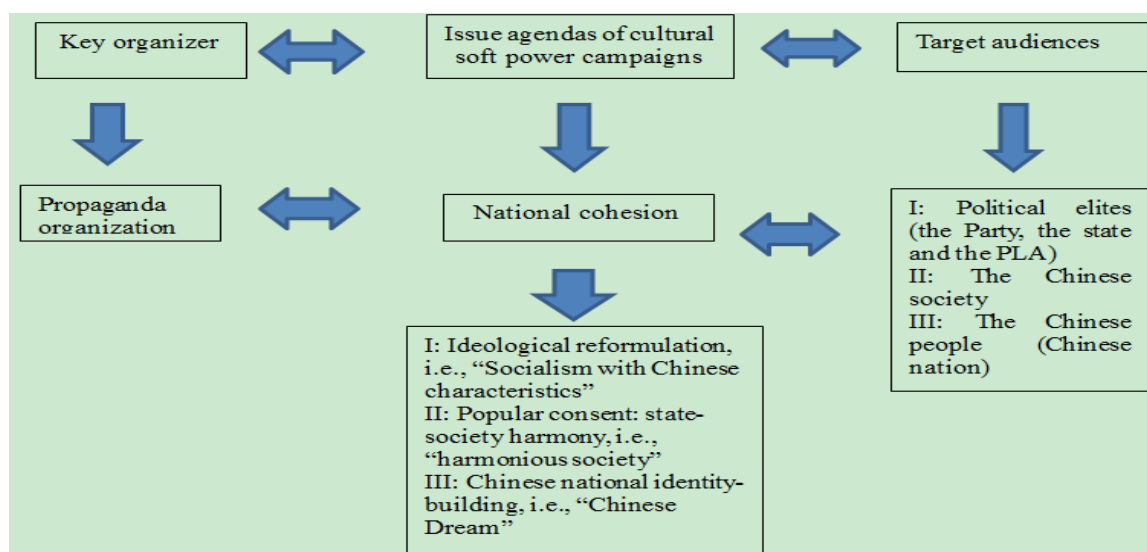 Key organizer
Issue agendas of cultural
soft power campaigns
Target audiences
Propaganda
organization
National cohesion
I: Political elites
(the Party, the state
and the PLA)
II: The Chinese
society
III: The Chinese
people (Chinese
nation)
I: Ideological reformulation,
i.e., “Socialism with Chinese
characteristics”
II: Popular consent: state-
society harmony, i.e.,
“harmonious society”
III: Chinese national identity-
building, i.e., “Chinese
Dream”